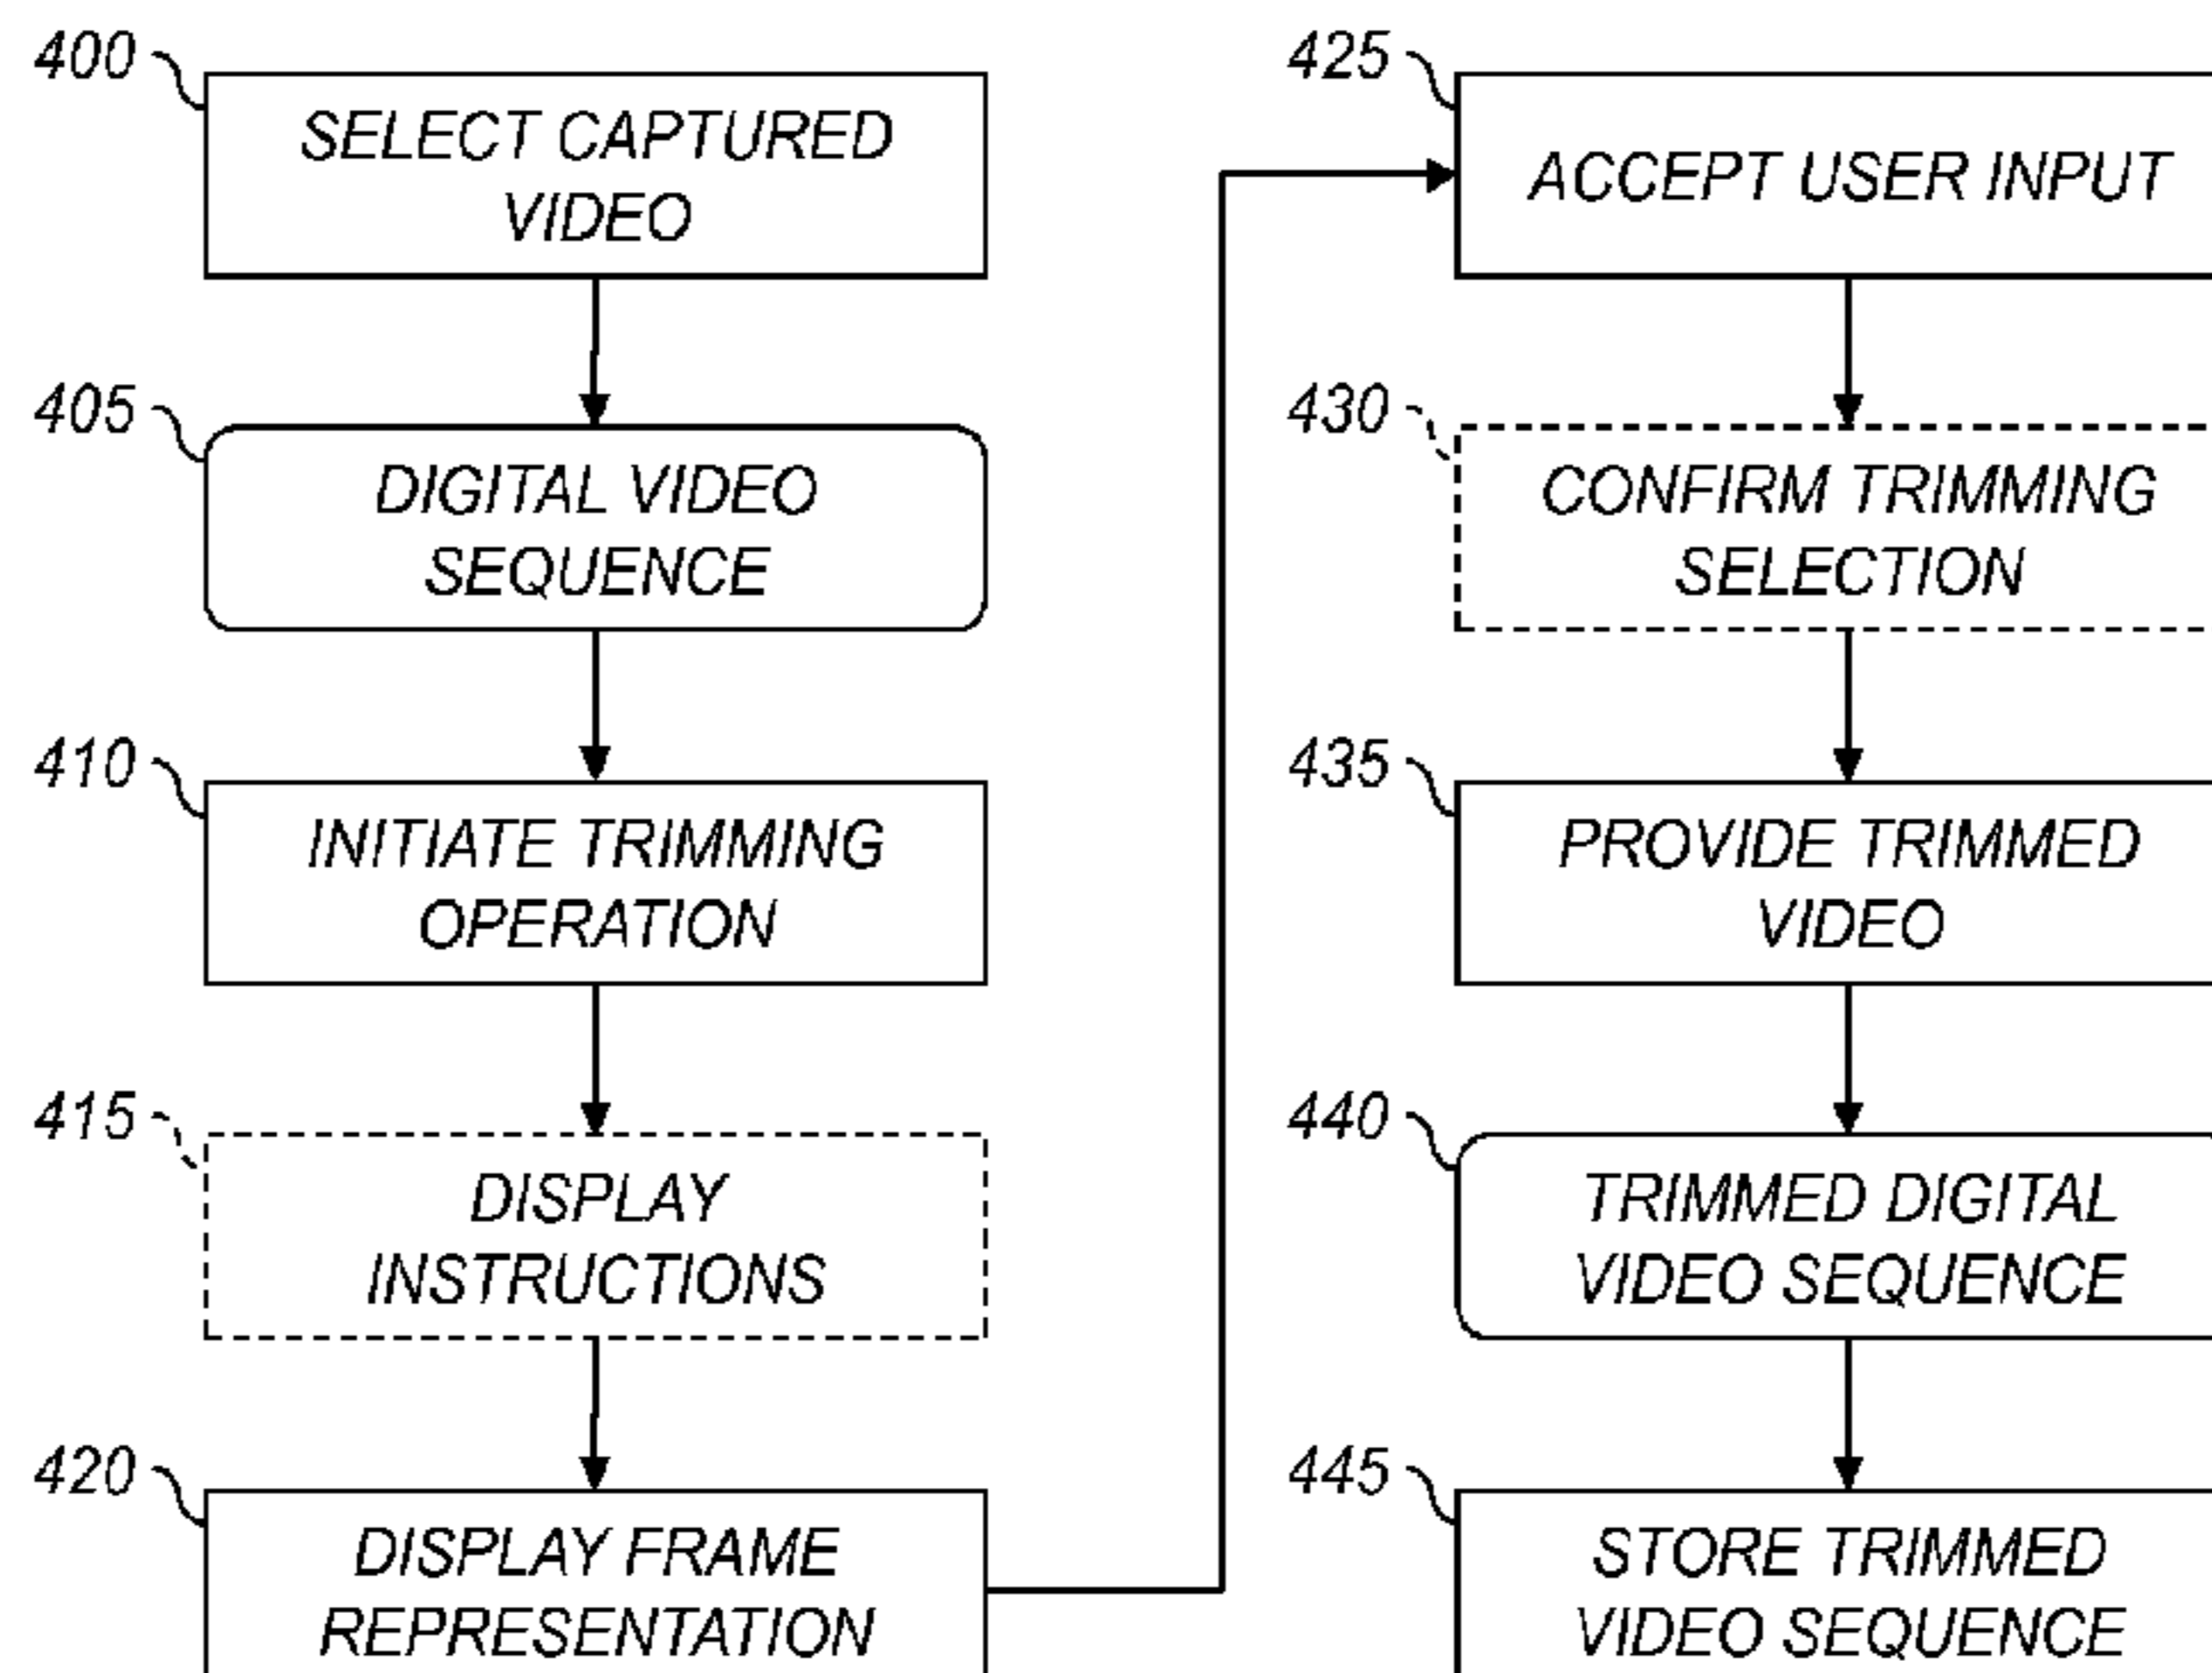 400
SELECT CAPTURED
VIDEO
405
DIGITAL VIDEO
SEQUENCE
410
INITIATE TRIMMING
OPERATION
415
DISPLAY
INSTRUCTIONS
420
DISPLAY FRAME
REPRESENTATION
425
ACCEPT USER INPUT
430
CONFIRM TRIMMING
SELECTION
435
PROVIDE TRIMMED
VIDEO
440
TRIMMED DIGITAL
VIDEO SEQUENCE
445
STORE TRIMMED
VIDEO SEQUENCE